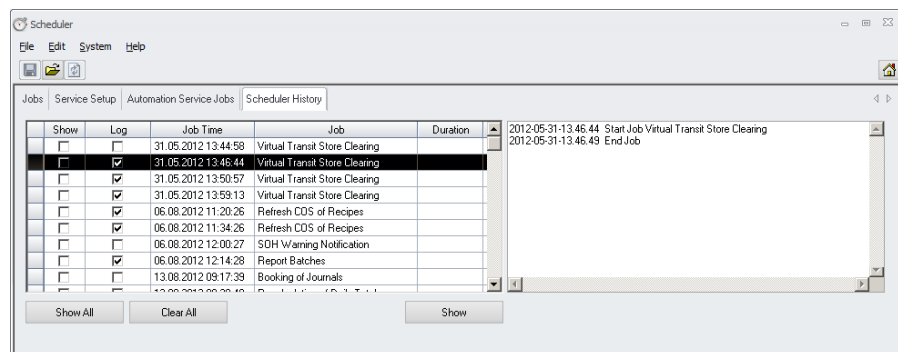 Scheduler
File Edit System Help
Jobs Service Setup Automation Service Jobs Scheduler History
Show Log Job Time Job Duration
31.05.2012 13:44:58 Virtual Transit Store Clearing
31.05.2012 13:46:44 Virtual Transit Store Clearing
31.05.2012 13:50:57 Virtual Transit Store Clearing
31.05.2012 13:59:13 Virtual Transit Store Clearing
06.08.2012 11:20:26 Refresh COS of Recipes
06.08.2012 11:34:26 Refresh COS of Recipes
06.08.2012 12:00:27 SOH Warning Notification
06.08.2012 12:14:28 Report Batches
13.08.2012 09:17:39 Booking of Journals
2012-05-31-13.46.44 Start Job Virtual Transit Store Clearing
2012-05-31-13.46.49 End Job
Show All Clear All Show